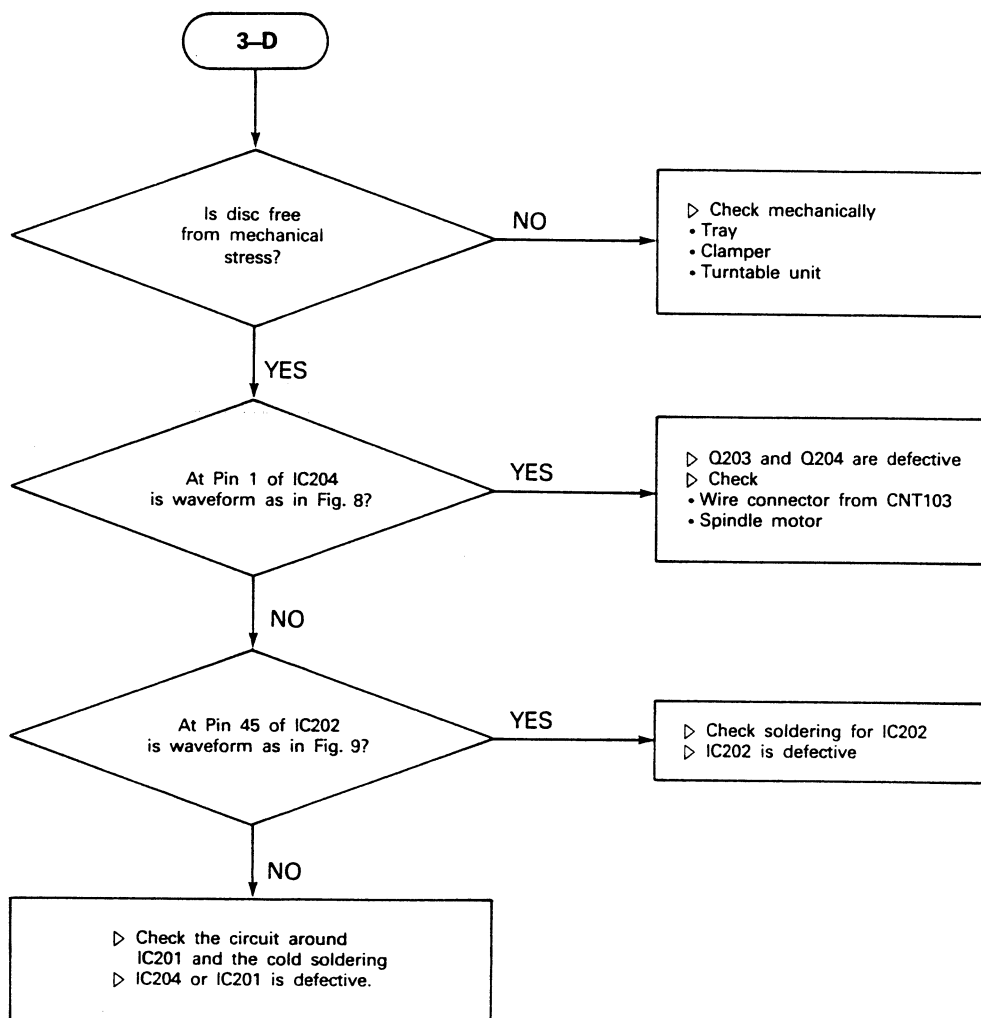 3–D
Is disc free
from mechanical
stress?
NO
▷ Check mechanically
• Tray
• Clamper
• Turntable unit
YES
At Pin 1 of IC204
is waveform as in Fig. 8?
YES
▷ Q203 and Q204 are defective
▷ Check
• Wire connector from CNT103
• Spindle motor
NO
At Pin 45 of IC202
is waveform as in Fig. 9?
YES
▷ Check soldering for IC202
▷ IC202 is defective
NO
▷ Check the circuit around
IC201 and the cold soldering
▷ IC204 or IC201 is defective.